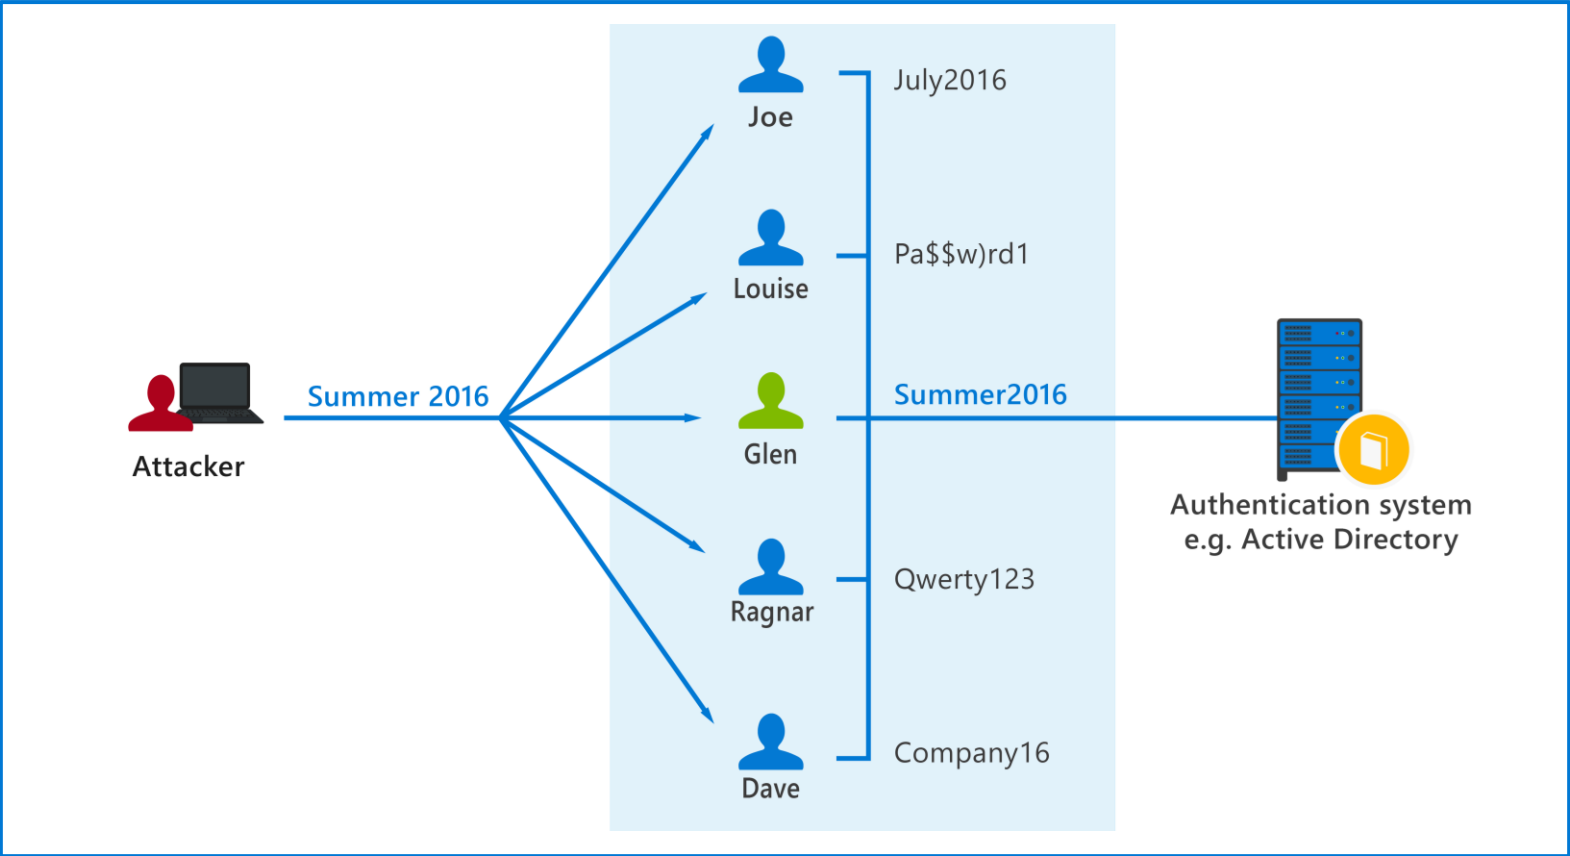 July2016
Joe
Pa$$w)rd1
Louise
Summer 2016
Summer2016
Glen
Attacker
Authentication system
e.g. Active Directory
Qwerty123
Ragnar
Company16
Dave